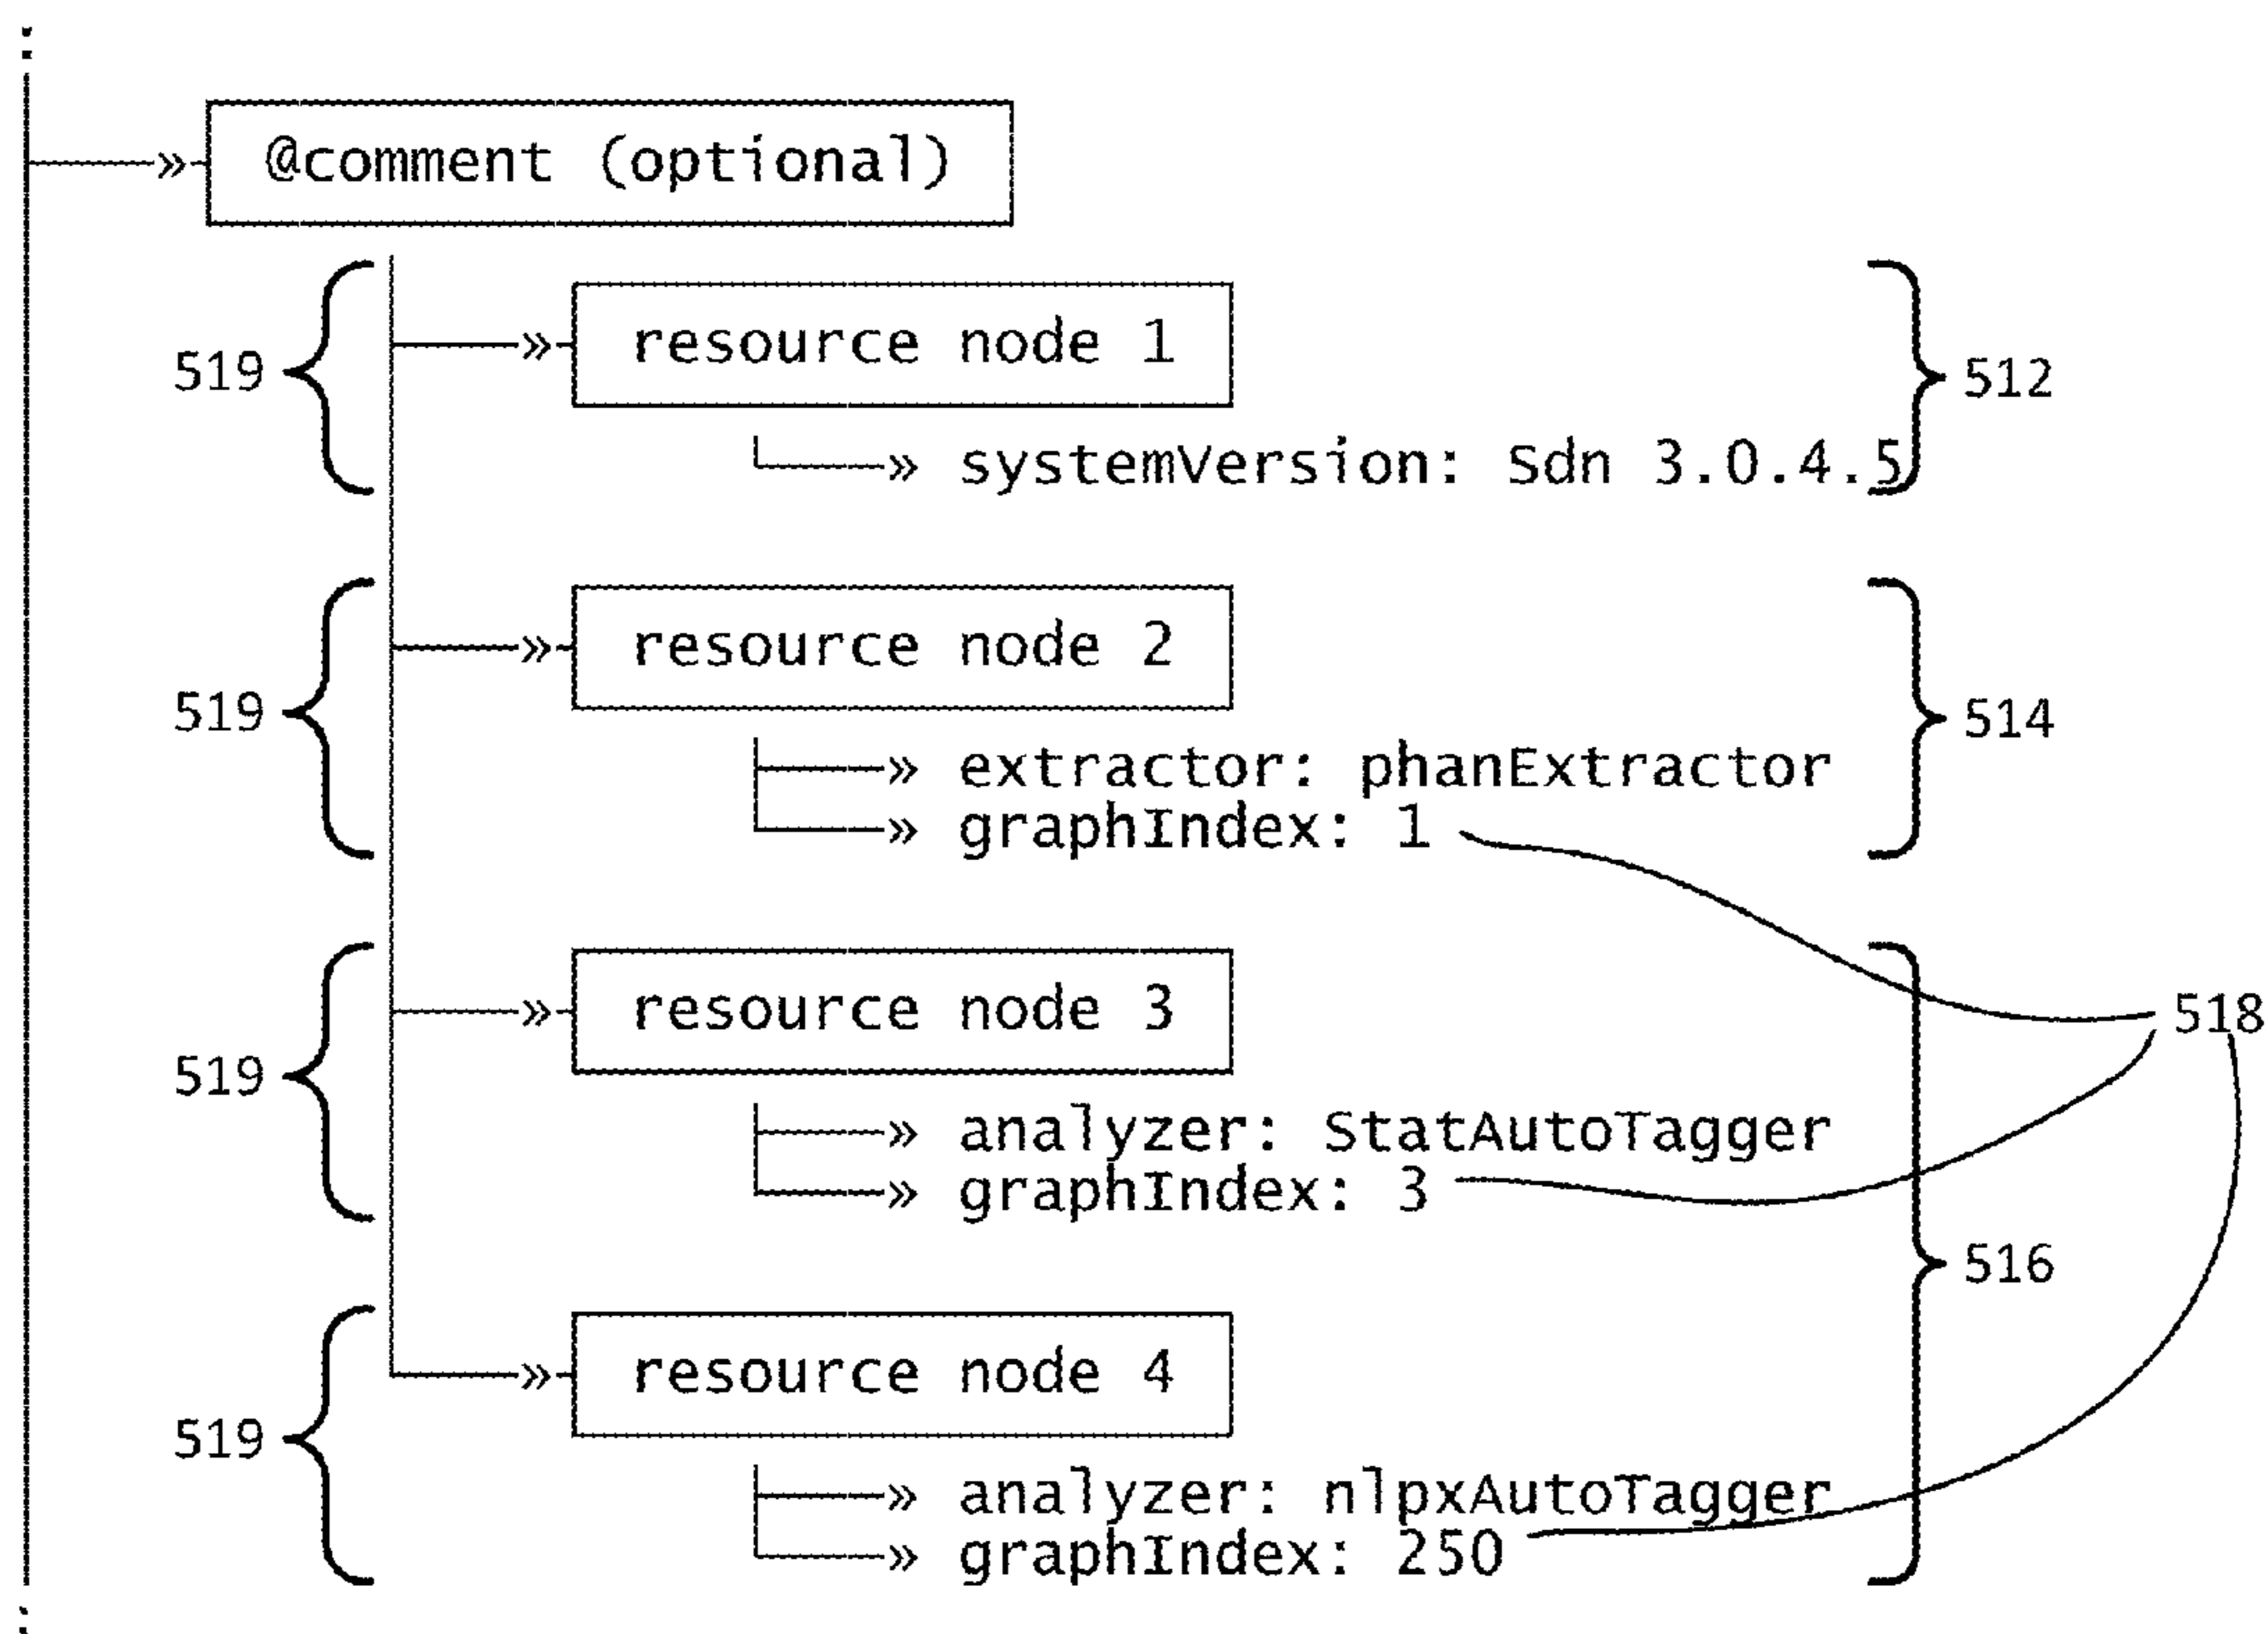 @comment (optional)
resource node 1
519
512
systemVersion: Sdn 3.0.4.5
resource node 2
519
514
extractor: phanExtractor
graphIndex: 1
resource node 3
518
519
analyzer: StatAutoTagger
graphIndex: 3
516
resource node 4
519
analyzer: nlpxAutoTagger
graphIndex: 250